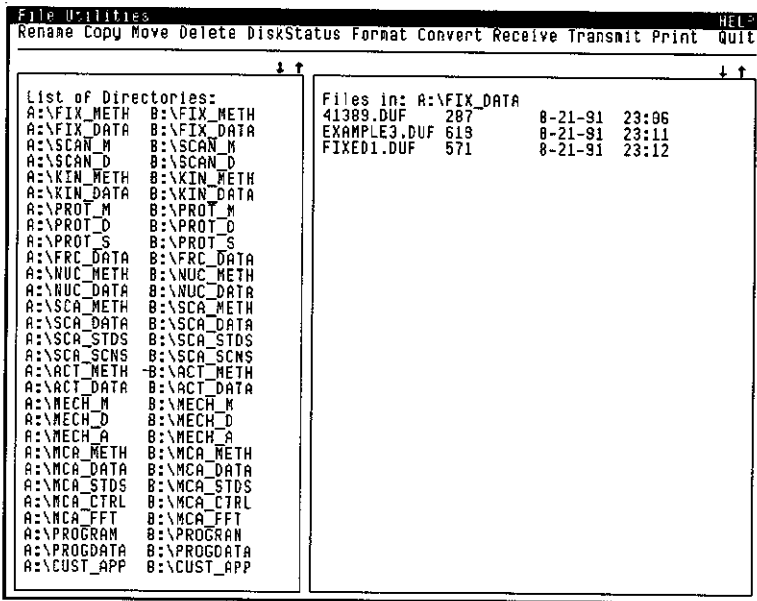 File Utilities HELP
Rename Copy Move Delete DiskStatus Format Convert Receive Transmit Print Quit
List of Directories:
A:\FIX_METH B:\FIX_METH
A:\FIX_DATA B:\FIX_DATA
A:\SCAN_M B:\SCAN_M
A:\SCAN_D B:\SCAN_D
A:\KIN_METH B:\KIN_METH
A:\KIN_DATA B:\KIN_DATA
A:\PROT_M B:\PROT_M
A:\PROT_D B:\PROT_D
A:\PROT_S B:\PROT_S
A:\FRC_DATA B:\FRC_DATA
A:\NUC_METH B:\NUC_METH
A:\NUC_DATA B:\NUC_DATA
A:\SCA_METH B:\SCA_METH
A:\SCA_DATA B:\SCA_DATA
A:\SCA_STDS B:\SCA_STDS
A:\SCA_SCNS B:\SCA_SCNS
A:\ACT_METH B:\ACT_METH
A:\ACT_DATA B:\ACT_DATA
A:\MECH_M B:\MECH_M
A:\MECH_D B:\MECH_D
A:\MECH_A B:\MECH_A
A:\MCA_METH B:\MCA_METH
A:\MCA_DATA B:\MCA_DATA
A:\MCA_STDS B:\MCA_STDS
A:\MCA_CTRL B:\MCA_CTRL
A:\MCA_FFT B:\MCA_FFT
A:\PROGRAM B:\PROGRAM
A:\PROGDATA B:\PROGDATA
A:\CUST_APP B:\CUST_APP
Files in: A:\FIX_DATA
41389.DUF 287 8-21-91 23:06
EXAMPLE3.DUF 619 8-21-91 23:11
FIXED1.DUF 571 8-21-91 23:12